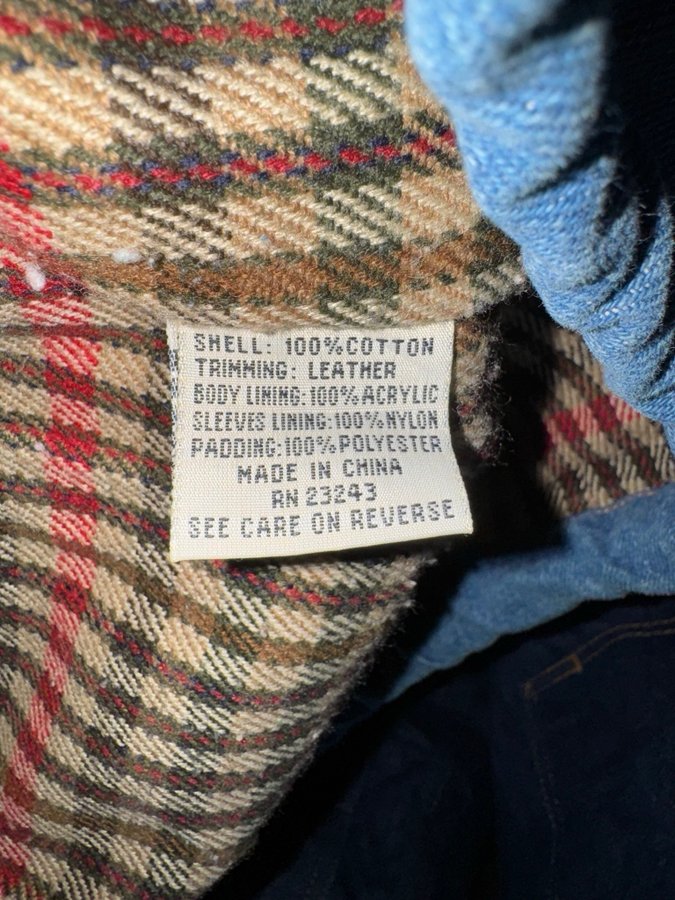 SHELL: 100%COTTON
TRIMMING: LEATHER
BODY LINING:100%ACRYLIC
SLEEVES LINING:100%NYLON
PADDING:100%POLYESTER
MADE IN CHINA
RN 23243
SEE CARE ON REVERSE